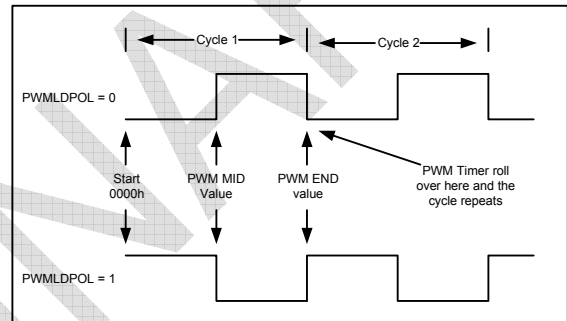 Cycle 1
Cycle 2
PWMLDPOL = 0
Start
0000h
PWM MID
Value
PWM END
value
PWM Timer roll
over here and the
cycle repeats
PWMLDPOL = 1